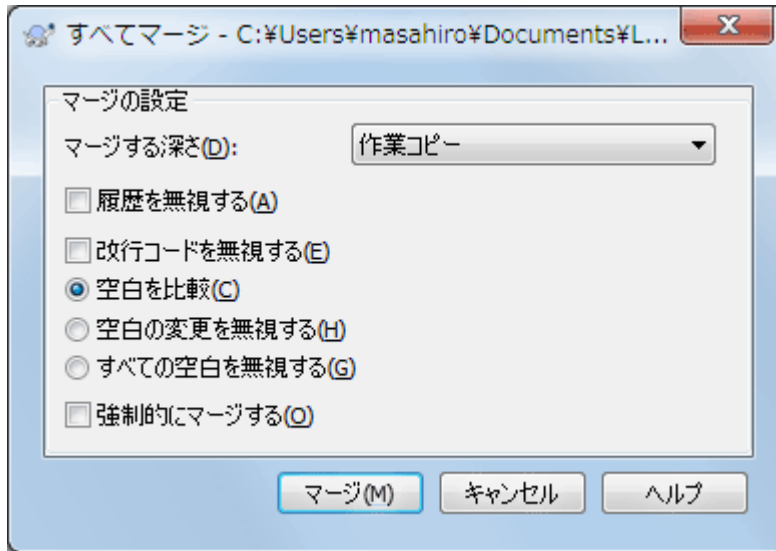 すべてマージ - C:¥Users¥masahiro¥Documents¥L...
マージの設定
マージする深さ(D): 作業コピー
履歴を無視する(A)
改行コードを無視する(E)
空白を比較(C)
空白の変更を無視する(H)
すべての空白を無視する(G)
強制的にマージする(O)
マージ(M) キャンセル ヘルプ